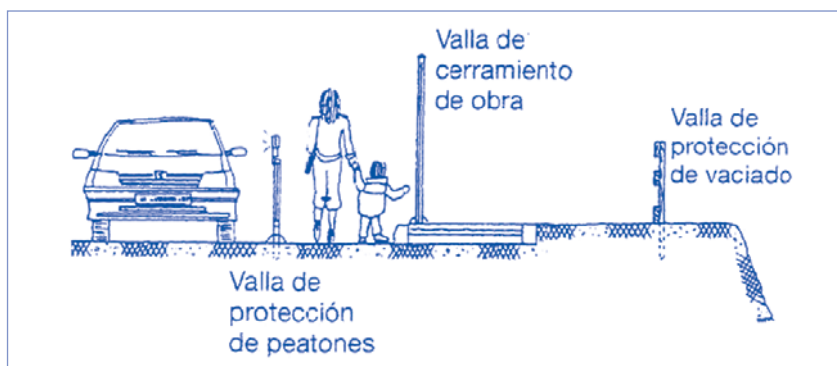 Valla de
cerramiento
de obra
Valla de
protección
de vaciado
Valla de
protección
de peatones